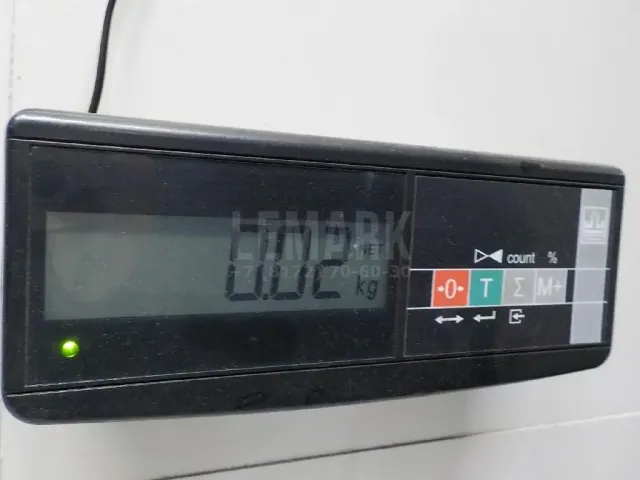 LEMARK
+7(8172) 70-60-30
0.02
NET
kg
count %
→0←
T
Σ
M+